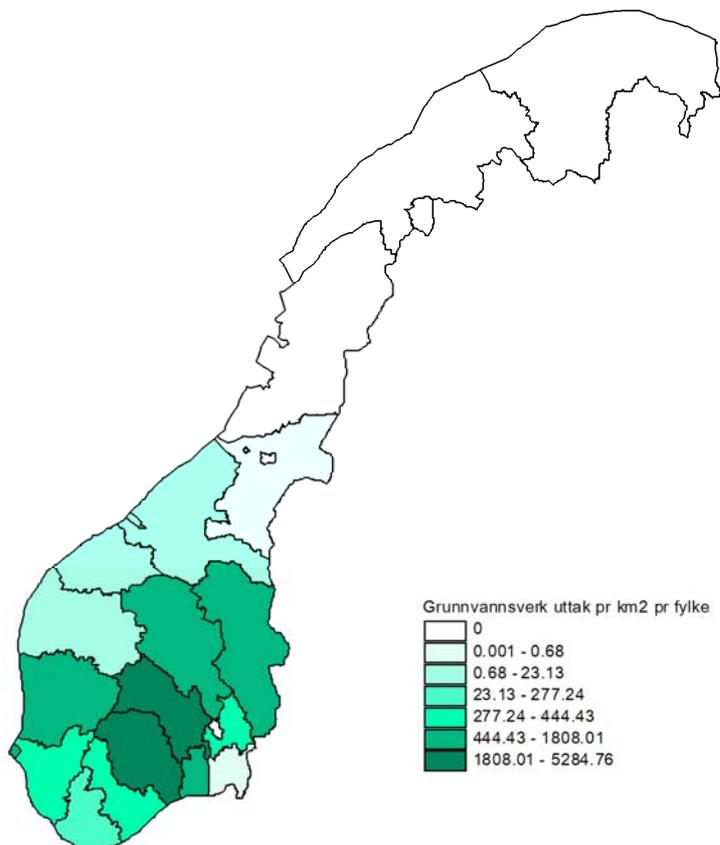 Grunnvannsverk uttak pr km2 pr fylke
0
0.001 - 0.68
0.68 - 23.13
23.13 - 277.24
277.24 - 444.43
444.43 - 1808.01
1808.01 - 5284.76